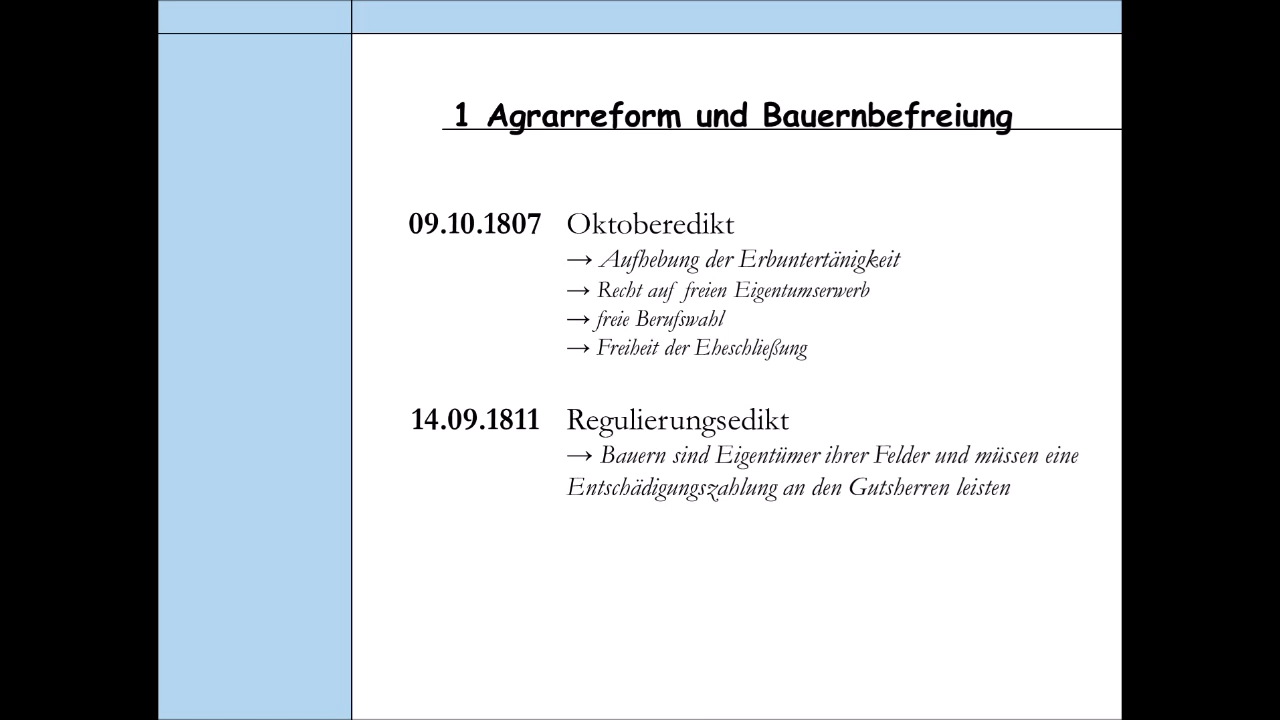 1 Agrarreform und Bauernbefreiung
09.10.1807 Oktoberedikt
→ Aufhebung der Erbuntertänigkeit
→ Recht auf freien Eigentumserwerb
→ freie Berufswahl
→ Freiheit der Eheschließung
14.09.1811 Regulierungsedikt
→ Bauern sind Eigentümer ihrer Felder und müssen eine
Entschädigungszahlung an den Gutsherren leisten